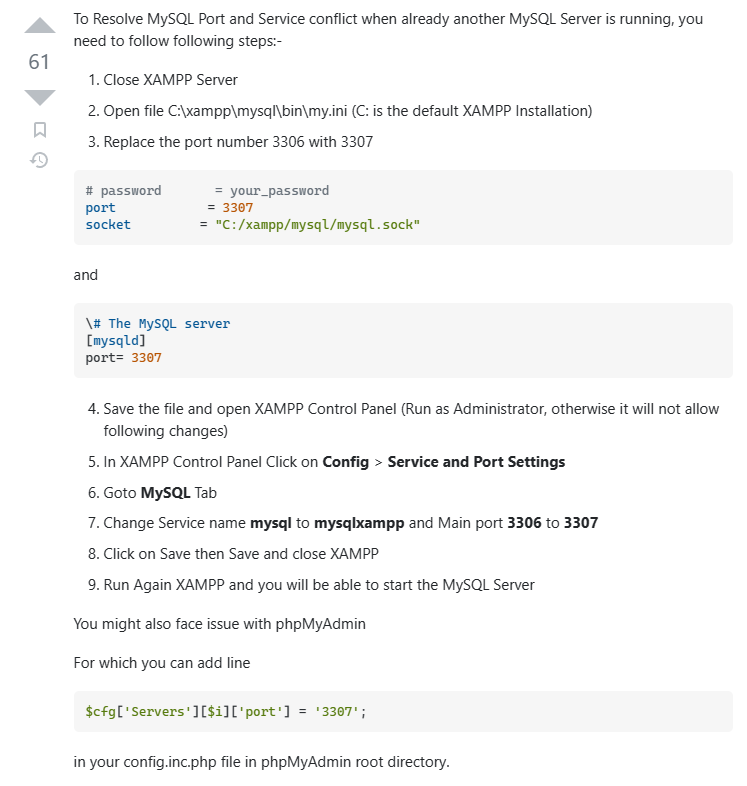 To Resolve MySQL Port and Service conflict when already another MySQL Server is running, you
need to follow following steps:-
61
1. Close XAMPP Server
2. Open file C:\xampp\mysql\bin\my.ini (C: is the default XAMPP Installation)
3. Replace the port number 3306 with 3307
# password       = your_password
port            = 3307
socket         = "C:/xampp/mysql/mysql.sock"
and
\# The MySQL server
[mysqld]
port= 3307
4. Save the file and open XAMPP Control Panel (Run as Administrator, otherwise it will not allow
following changes)
5. In XAMPP Control Panel Click on Config > Service and Port Settings
6. Goto MySQL Tab
7. Change Service name mysql to mysqlxampp and Main port 3306 to 3307
8. Click on Save then Save and close XAMPP
9. Run Again XAMPP and you will be able to start the MySQL Server
You might also face issue with phpMyAdmin
For which you can add line
$cfg['Servers'][$i]['port'] = '3307';
in your config.inc.php file in phpMyAdmin root directory.